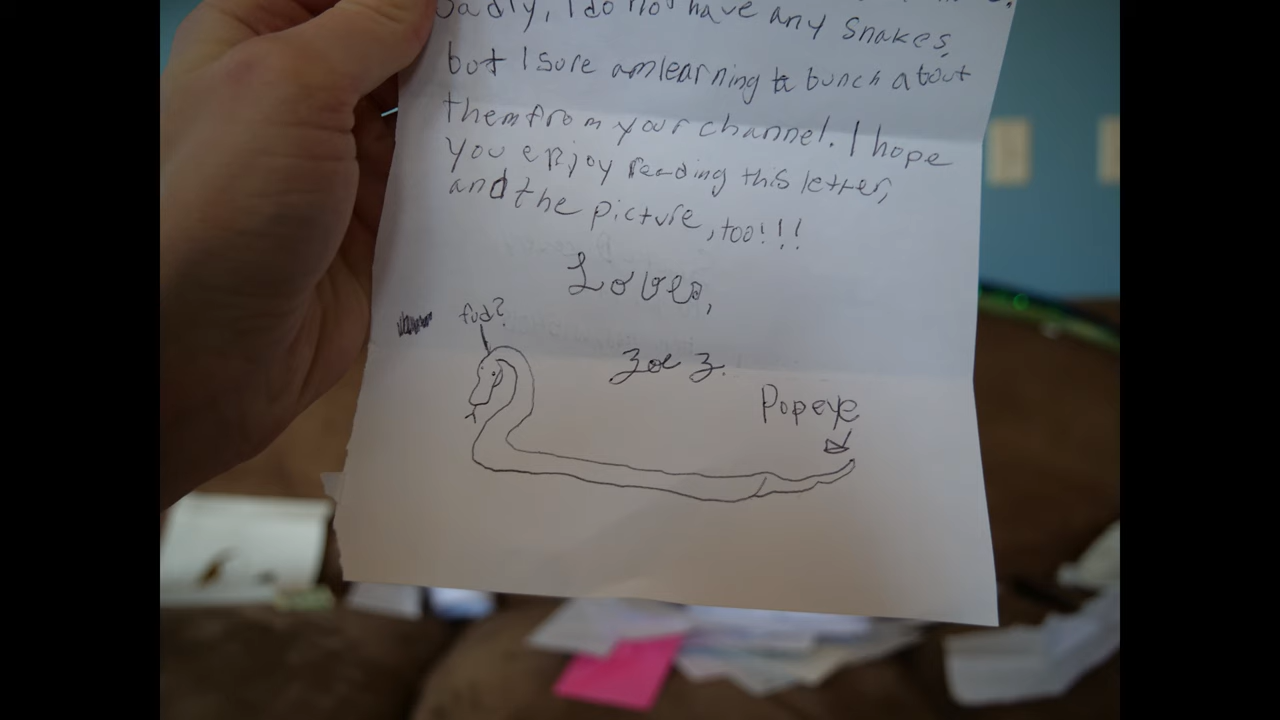 Sadly, I do not have any snakes,
but I sure am learning a bunch about
them from your channel. I hope
you enjoy reading this letter,
and the picture, too!!!
Love,
fud?
Zoe Z.
Popeye